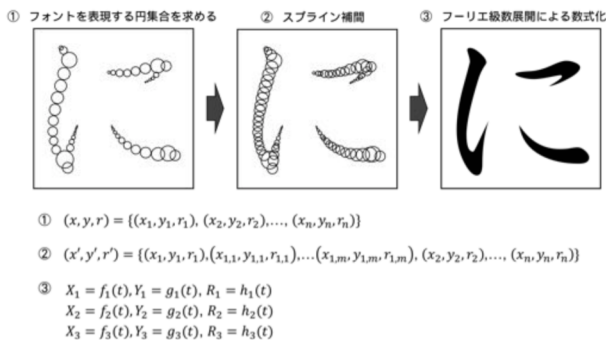 ① フォントを表現する円集合を求める
② スプライン補間
③ フーリエ級数展開による数式化
に
に
に
① (x, y, r) = {(x₁, y₁, r₁), (x₂, y₂, r₂),…, (xₙ, yₙ, rₙ)}
② (x′, y′, r′) = {(x₁, y₁, r₁), (x₁,₁, y₁,₁, r₁,₁),…(x₁,ₘ, y₁,ₘ, r₁,ₘ), (x₂, y₂, r₂),…, (xₙ, yₙ, rₙ)}
③ X₁ = f₁(t), Y₁ = g₁(t), R₁ = h₁(t)
X₂ = f₂(t), Y₂ = g₂(t), R₂ = h₂(t)
X₃ = f₃(t), Y₃ = g₃(t), R₃ = h₃(t)